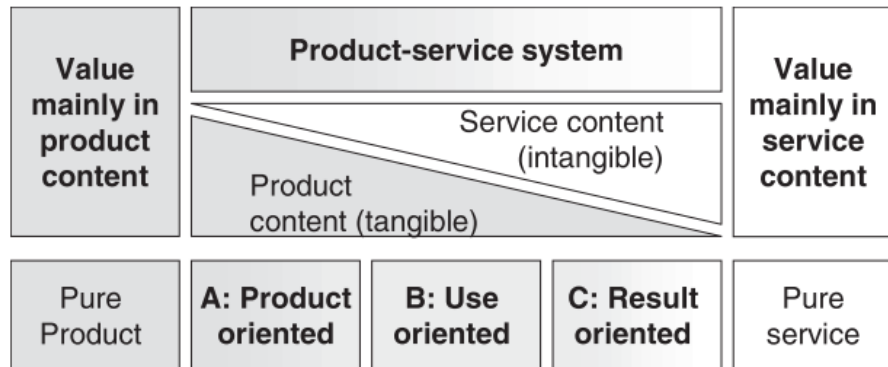 Value
mainly in
product
content
Product-service system
Service content
(intangible)
Product
content (tangible)
Value
mainly in
service
content
Pure
Product
A: Product
oriented
B: Use
oriented
C: Result
oriented
Pure
service